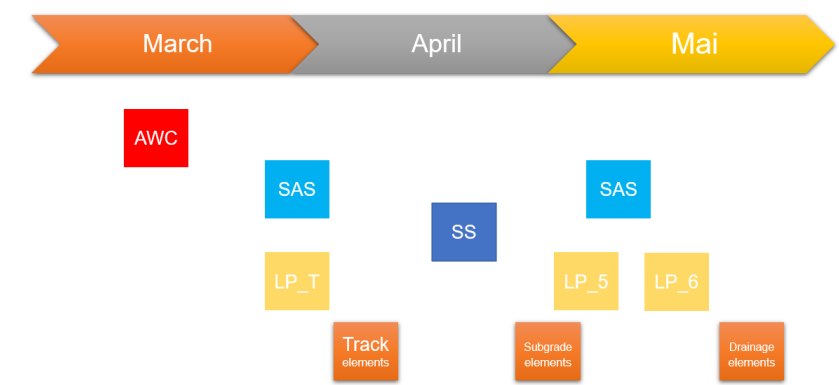 March
April
Mai
AWC
SAS
SAS
SS
LP_T
LP_5
LP_6
Track
elements
Subgrade
elements
Drainage
elements